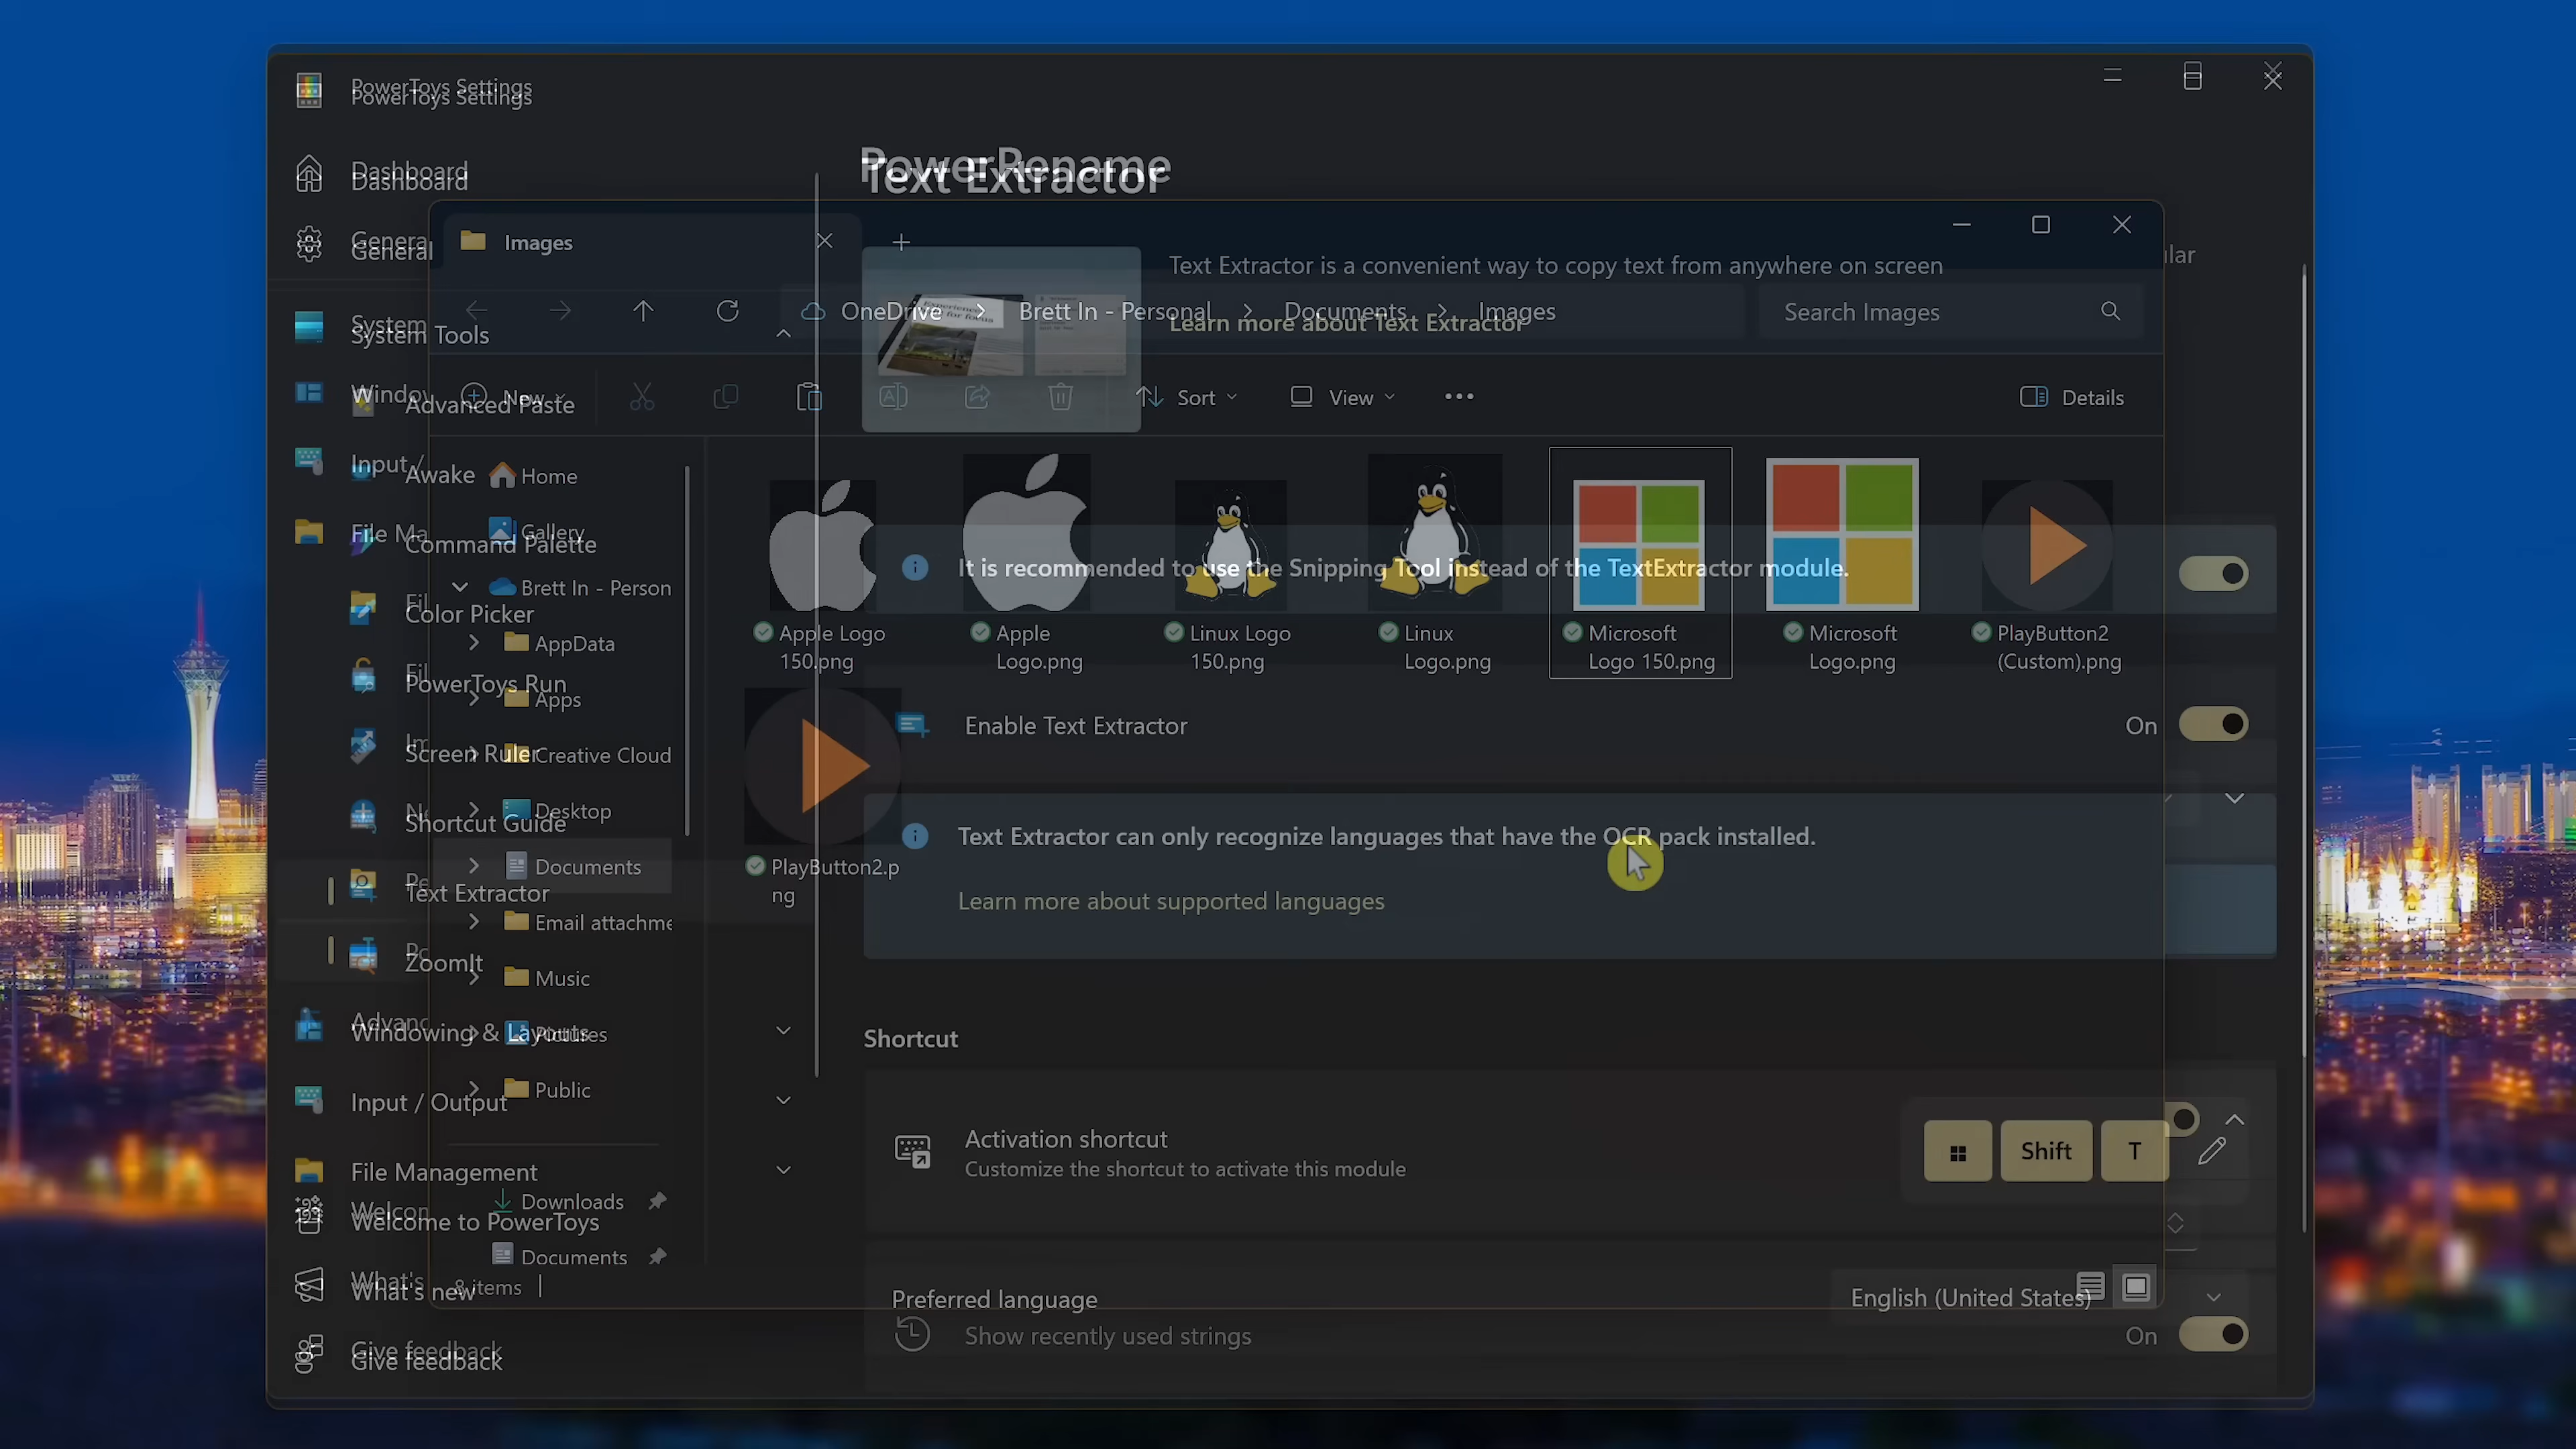 PowerToys Settings
PowerToys Settings
Dashboard
Dashboard
General
System Tools
Advanced Paste
Awake
Command Palette
Color Picker
PowerToys Run
Screen Ruler
Shortcut Guide
Text Extractor
ZoomIt
Windowing & Layouts
Input / Output
File Management
Welcome to PowerToys
What's new
Give feedback
Give feedback
PowerRename
Text Extractor
Text Extractor is a convenient way to copy text from anywhere on screen
Learn more about Text Extractor
It is recommended to use the Snipping Tool instead of the TextExtractor module.
Enable Text Extractor
On
Text Extractor can only recognize languages that have the OCR pack installed.
Learn more about supported languages
Shortcut
Activation shortcut
Customize the shortcut to activate this module
Shift
T
Preferred language
English (United States)
Show recently used strings
On
Images
OneDrive
Brett In - Personal
Documents
Images
Search Images
New
Sort
View
Details
Home
Gallery
Brett In - Person
AppData
Apps
Creative Cloud
Desktop
Documents
Email attachme
Music
Pictures
Public
Downloads
Documents
8 items
Apple Logo
150.png
Apple
Logo.png
Linux Logo
150.png
Linux
Logo.png
Microsoft
Logo 150.png
Microsoft
Logo.png
PlayButton2
(Custom).png
PlayButton2.p
ng